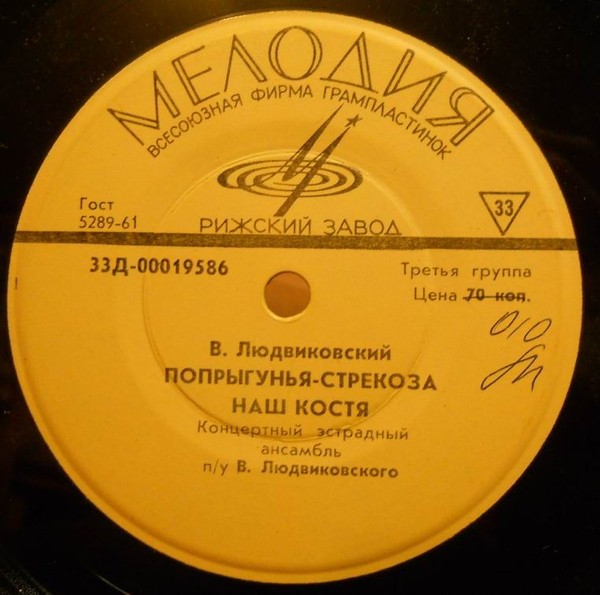 МЕЛОДИЯ
ВСЕСОЮЗНАЯ ФИРМА ГРАМПЛАСТИНОК
Гост
5289-61
РИЖСКИЙ ЗАВОД
33
33Д-00019586
Третья группа
Цена 70 коп.
В. Людвиковский
ПОПРЫГУНЬЯ-СТРЕКОЗА
НАШ КОСТЯ
Концертный эстрадный
ансамбль
п/у В. Людвиковского